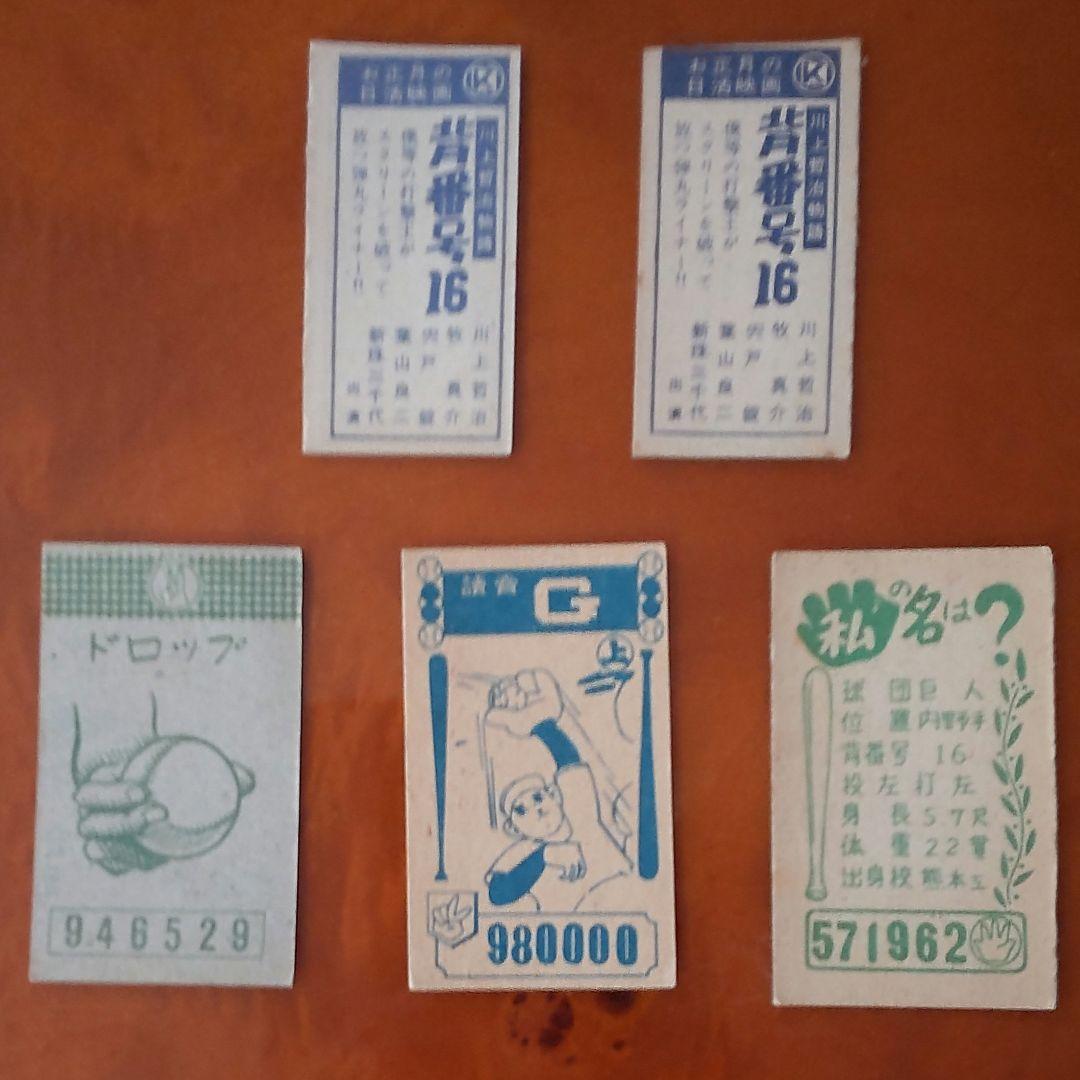 お正月の
日活映画
K
川上哲治物語
背番号16
僕等の打撃王が
スクリーンを狙って
放つ弾丸ライナー!!
川上哲治
牧真介
宍戸錠
葉山良二
新珠三千代
出演
お正月の
日活映画
K
川上哲治物語
背番号16
僕等の打撃王が
スクリーンを狙って
放つ弾丸ライナー!!
川上哲治
牧真介
宍戸錠
葉山良二
新珠三千代
出演
ドロップ
946529
読賣 G
上
980000
私の名は?
球団巨人
位置内野手
背番号 16
投左打左
身長5.7尺
体重22貫
出身校熊本工
571962